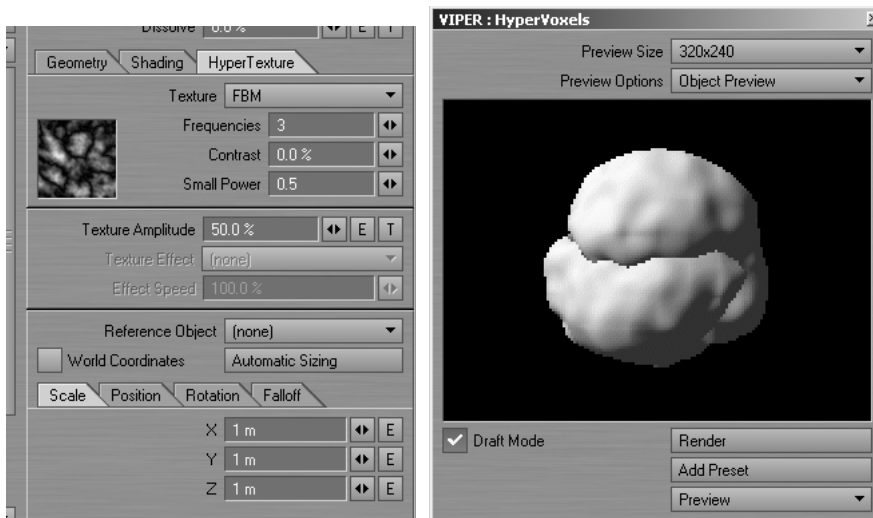 Dissolve 0.0 % E T
Geometry Shading HyperTexture
Texture FBM
Frequencies 3
Contrast 0.0 %
Small Power 0.5
Texture Amplitude 50.0 % E T
Texture Effect (none)
Effect Speed 100.0 %
Reference Object (none)
World Coordinates Automatic Sizing
Scale Position Rotation Falloff
X 1 m E
Y 1 m E
Z 1 m E
VIPER : HyperVoxels
Preview Size 320x240
Preview Options Object Preview
Draft Mode Render
Add Preset
Preview